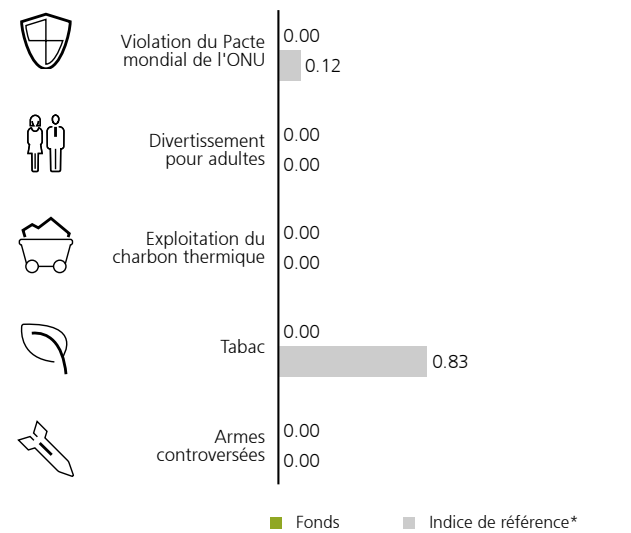 Violation du Pacte
mondial de l'ONU
0.00
0.12
Divertissement
pour adultes
0.00
0.00
Exploitation du
charbon thermique
0.00
0.00
Tabac
0.00
0.83
Armes
controversées
0.00
0.00
Fonds
Indice de référence*